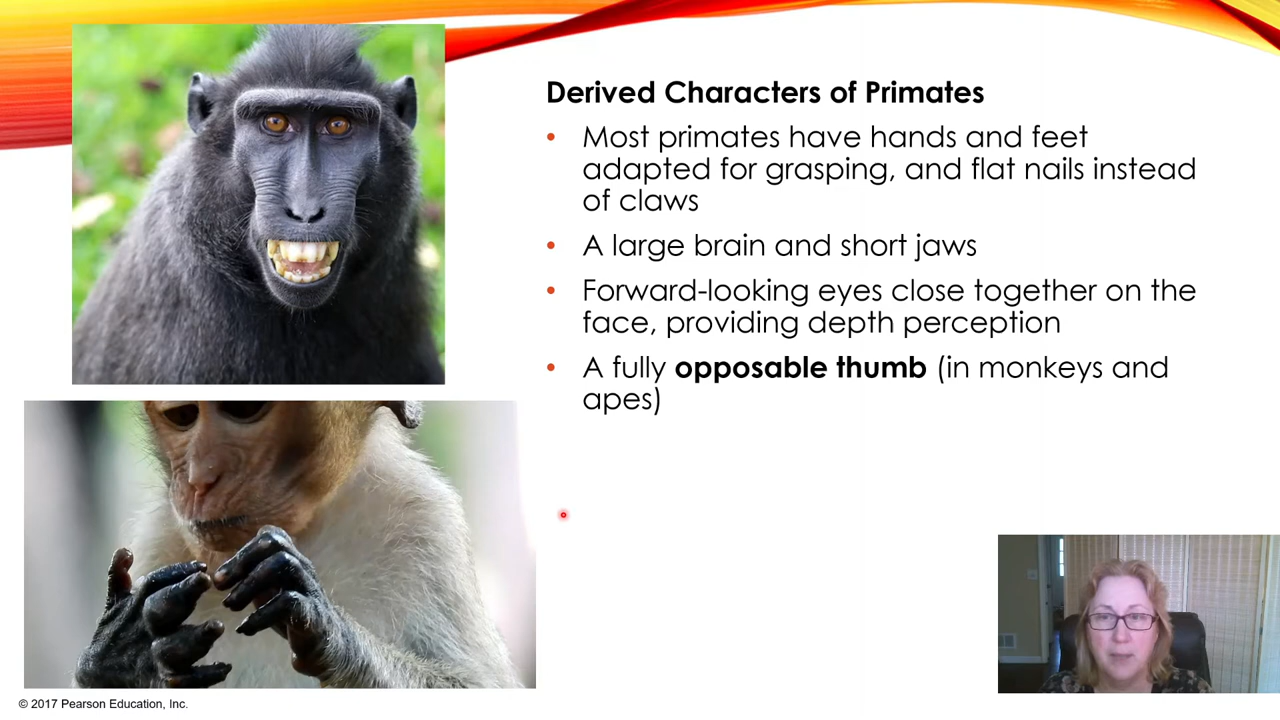 Derived Characters of Primates
• Most primates have hands and feet
adapted for grasping, and flat nails instead
of claws
• A large brain and short jaws
• Forward-looking eyes close together on the
face, providing depth perception
• A fully opposable thumb (in monkeys and
apes)
© 2017 Pearson Education, Inc.